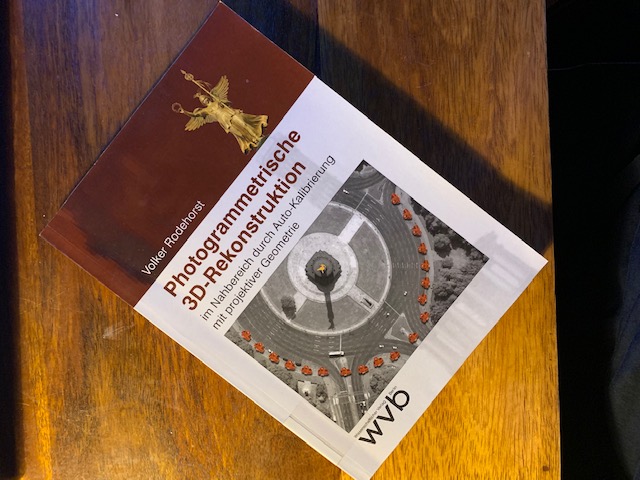 Volker Rodehorst
Photogrammetrische
3D-Rekonstruktion
im Nahbereich durch Auto-Kalibrierung
mit projektiver Geometrie
wvb